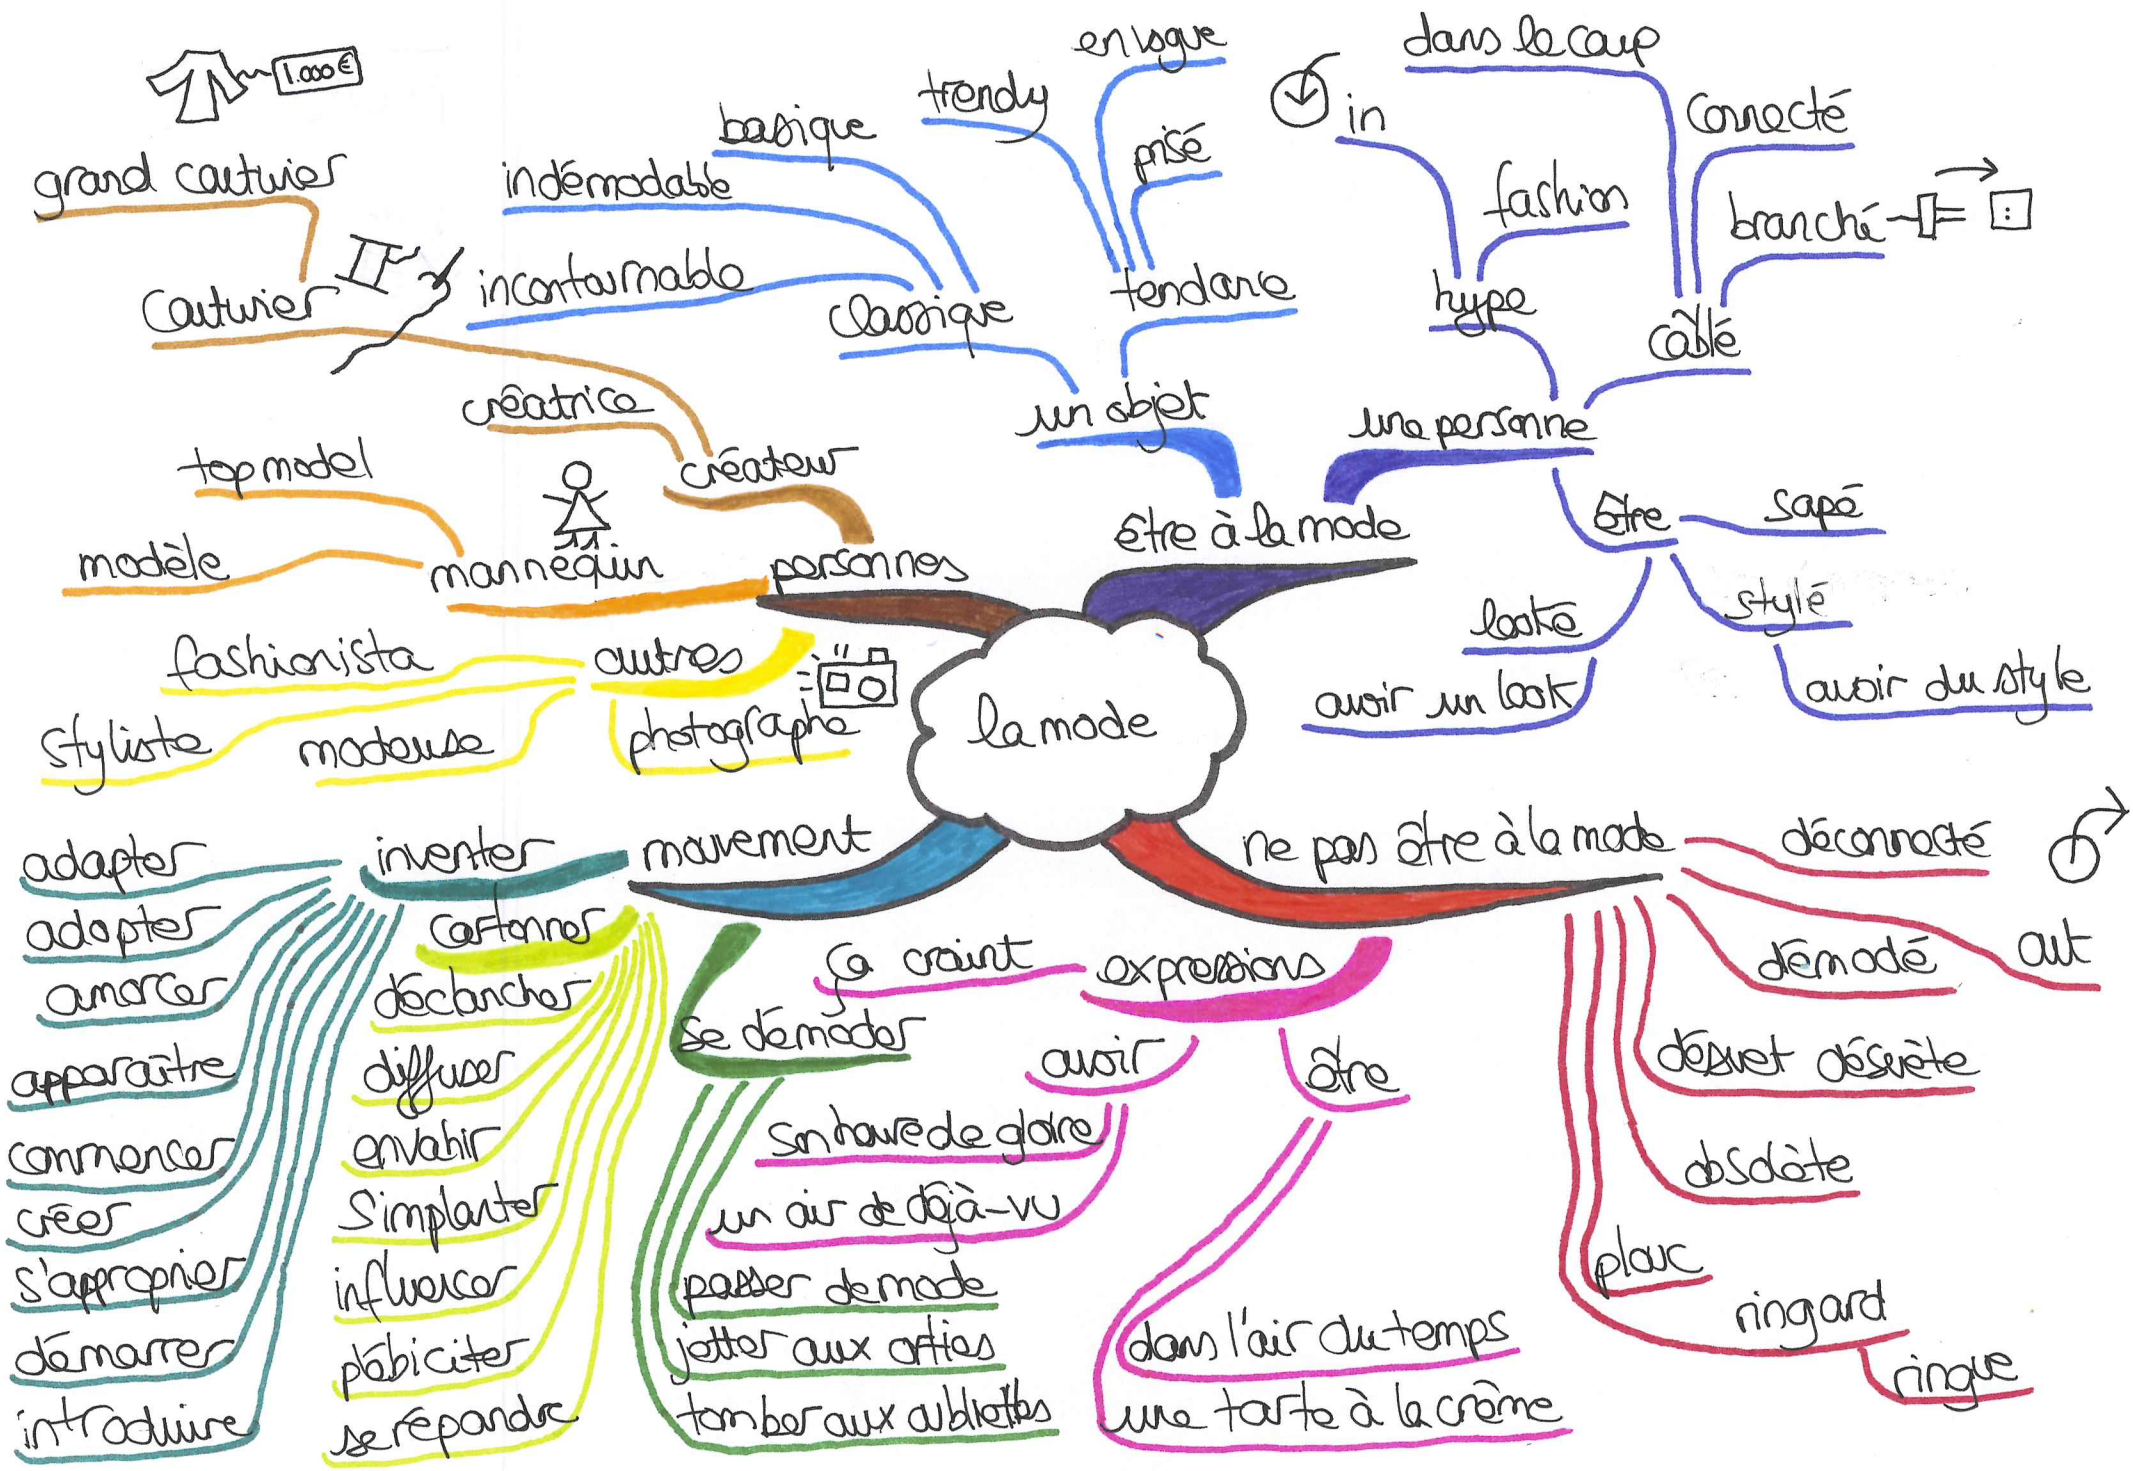 la mode
être à la mode
un objet
classique
basique
indémodable
incontournable
tendance
trendy
en vogue
prisé
une personne
hype
in
fashion
câblé
dans le coup
connecté
branché
être
sapé
stylé
avoir du style
looké
avoir un look
ne pas être à la mode
déconnecté
out
démodé
désuet désuète
obsolète
plouc
ringard
ringue
expressions
ça craint
avoir
son heure de gloire
un air de déjà-vu
être
dans l'air du temps
une tarte à la crème
mouvement
se démoder
passer de mode
jetter aux orties
tomber aux oubliettes
cartonner
déclancher
diffuser
envahir
s'implanter
influencer
plébiciter
se répandre
inventer
adapter
adopter
amorcer
apparaître
commencer
créer
s'approprier
démarrer
introduire
personnes
autres
fashionista
styliste
modeuse
photographe
mannequin
top model
modèle
créateur
créatrice
couturier
grand couturier
1.000€